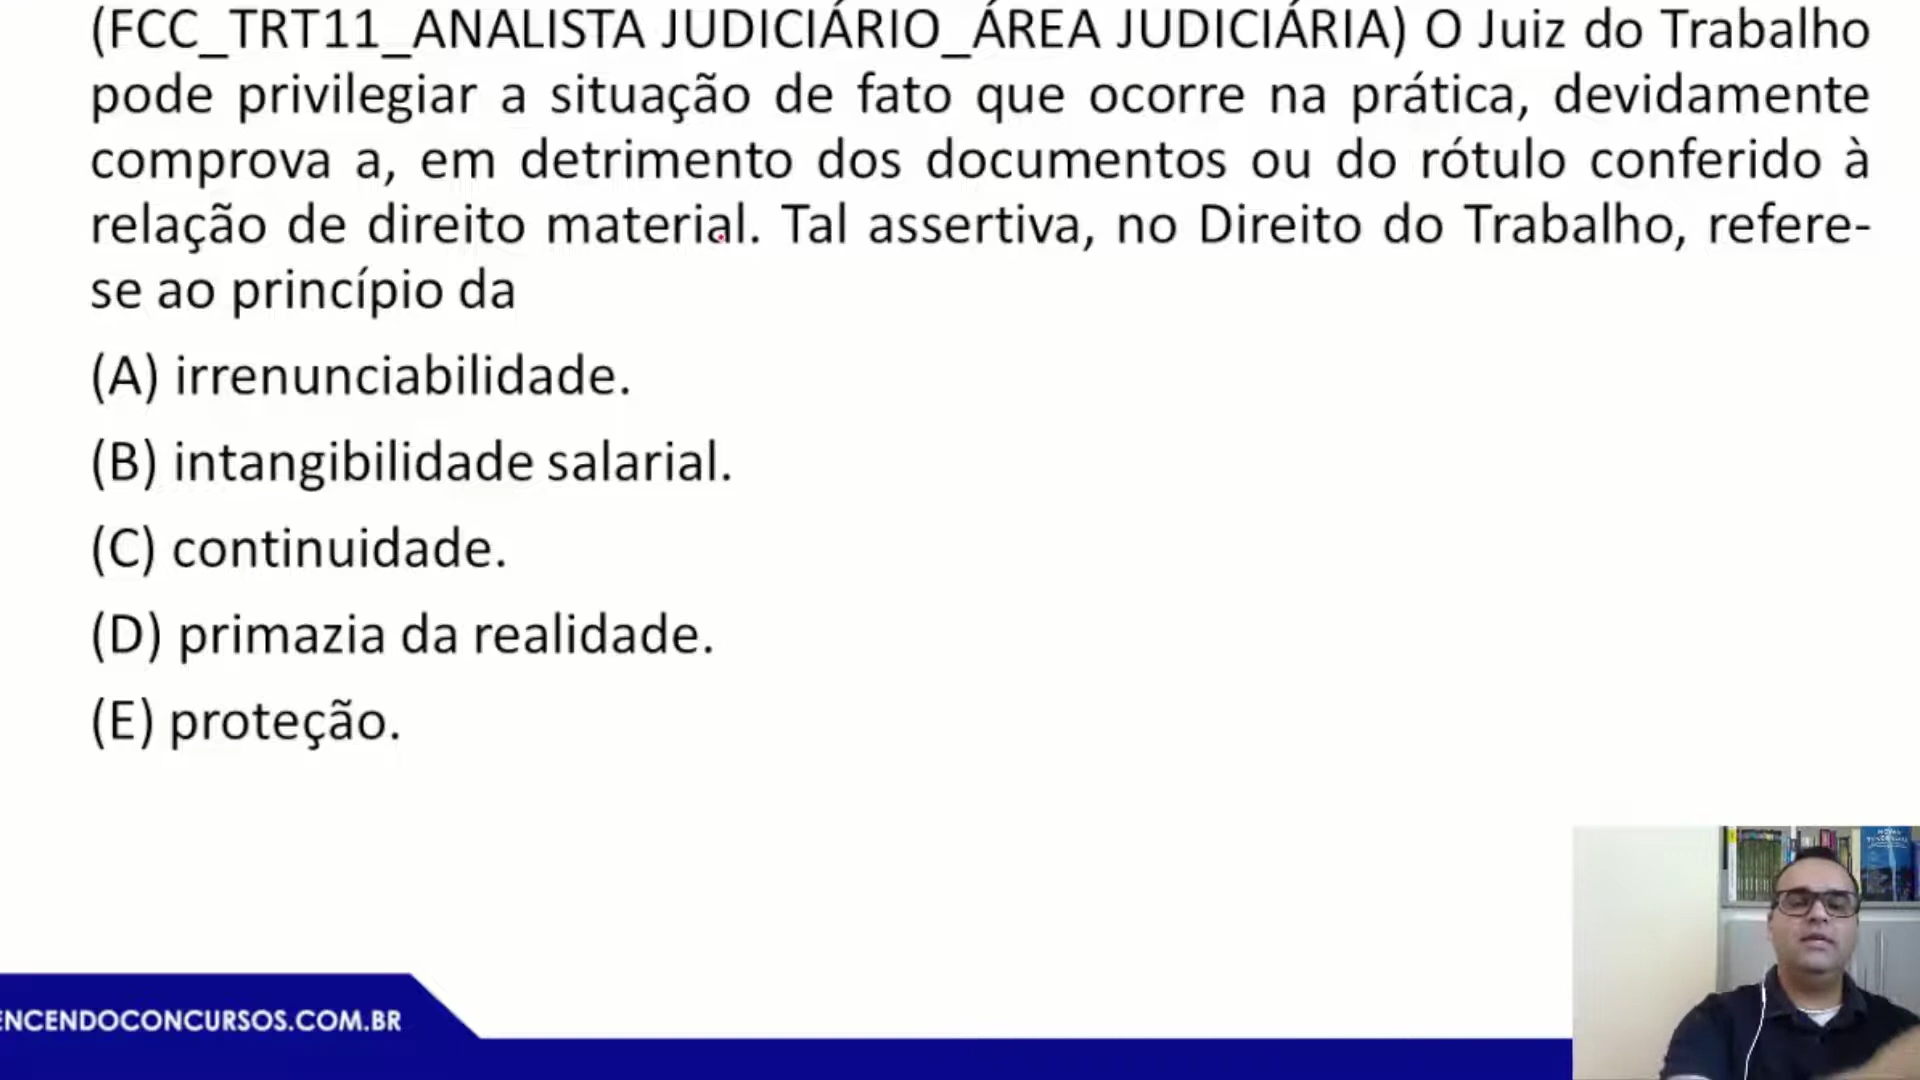 (FCC_TRT11_ANALISTA JUDICIÁRIO_ÁREA JUDICIÁRIA) O Juiz do Trabalho
pode privilegiar a situação de fato que ocorre na prática, devidamente
comprova a, em detrimento dos documentos ou do rótulo conferido à
relação de direito material. Tal assertiva, no Direito do Trabalho, refere-
se ao princípio da
(A) irrenunciabilidade.
(B) intangibilidade salarial.
(C) continuidade.
(D) primazia da realidade.
(E) proteção.
ENCENDOCONCURSOS.COM.BR